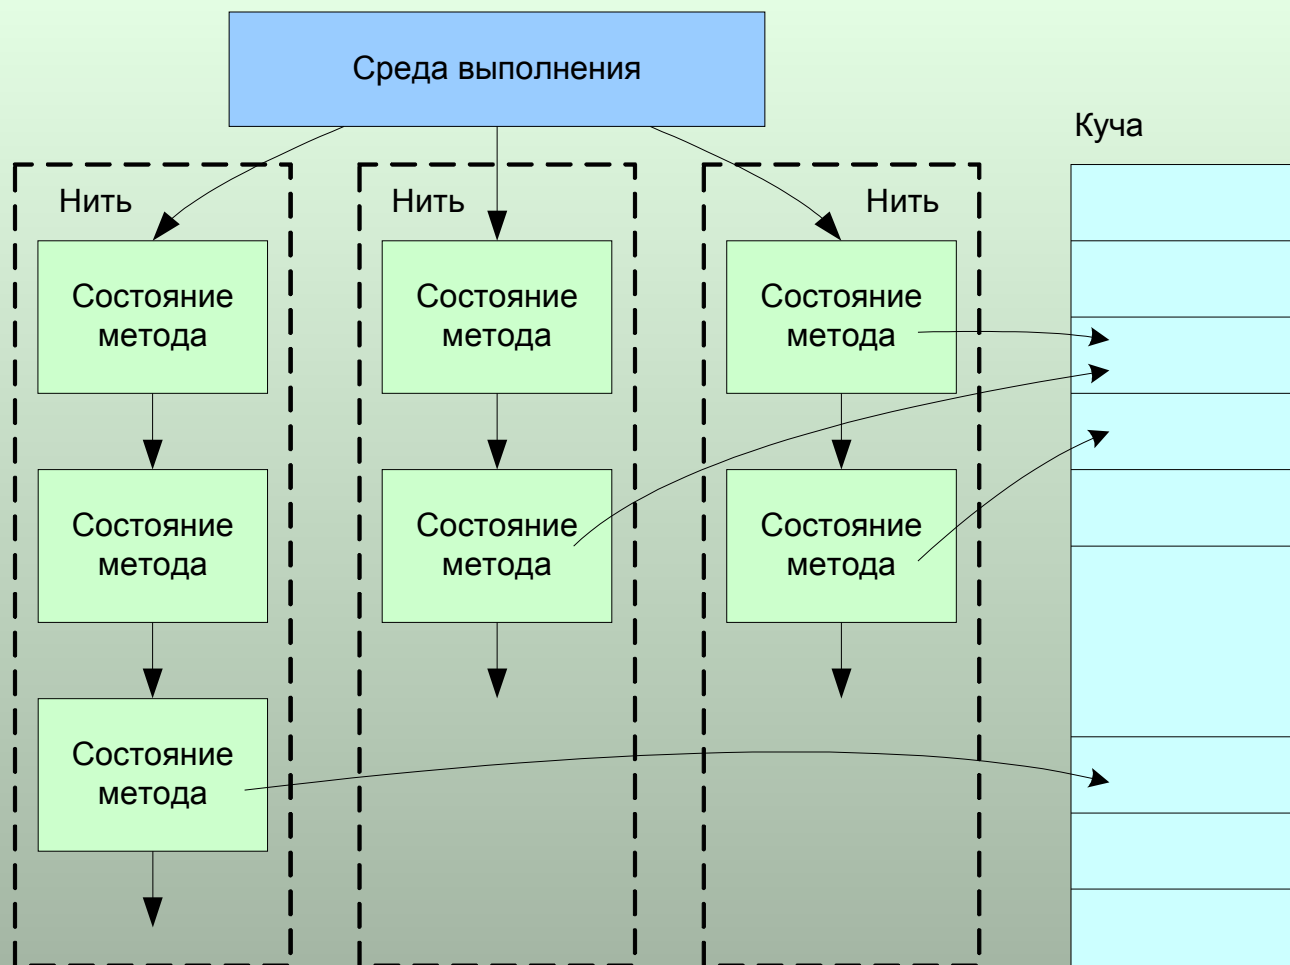 Среда выполнения
Куча
Нить
Нить
Нить
Состояние
метода
Состояние
метода
Состояние
метода
Состояние
метода
Состояние
метода
Состояние
метода
Состояние
метода